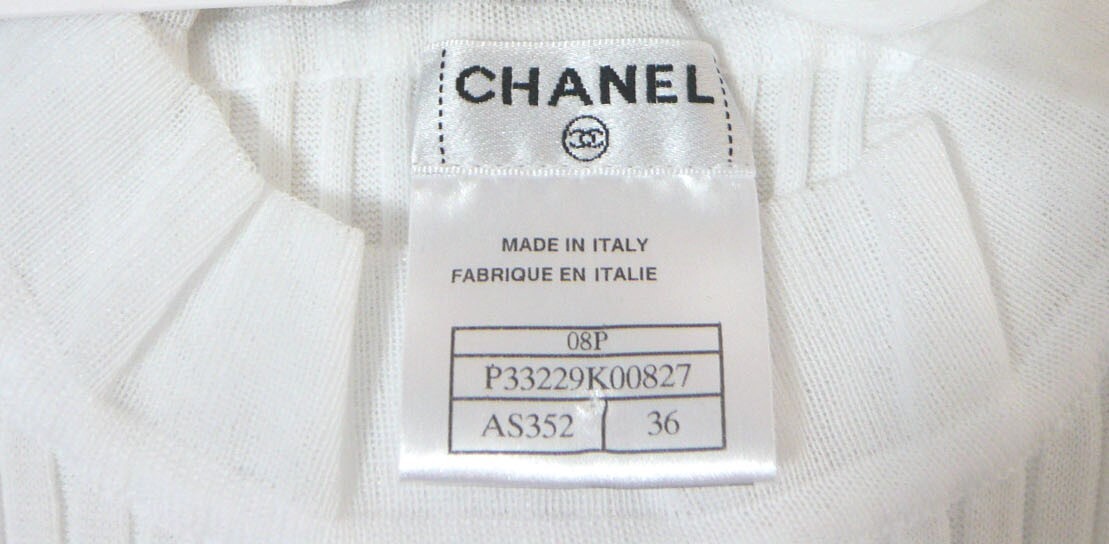 CHANEL
MADE IN ITALY
FABRIQUE EN ITALIE
08P
P33229K00827
AS352 36